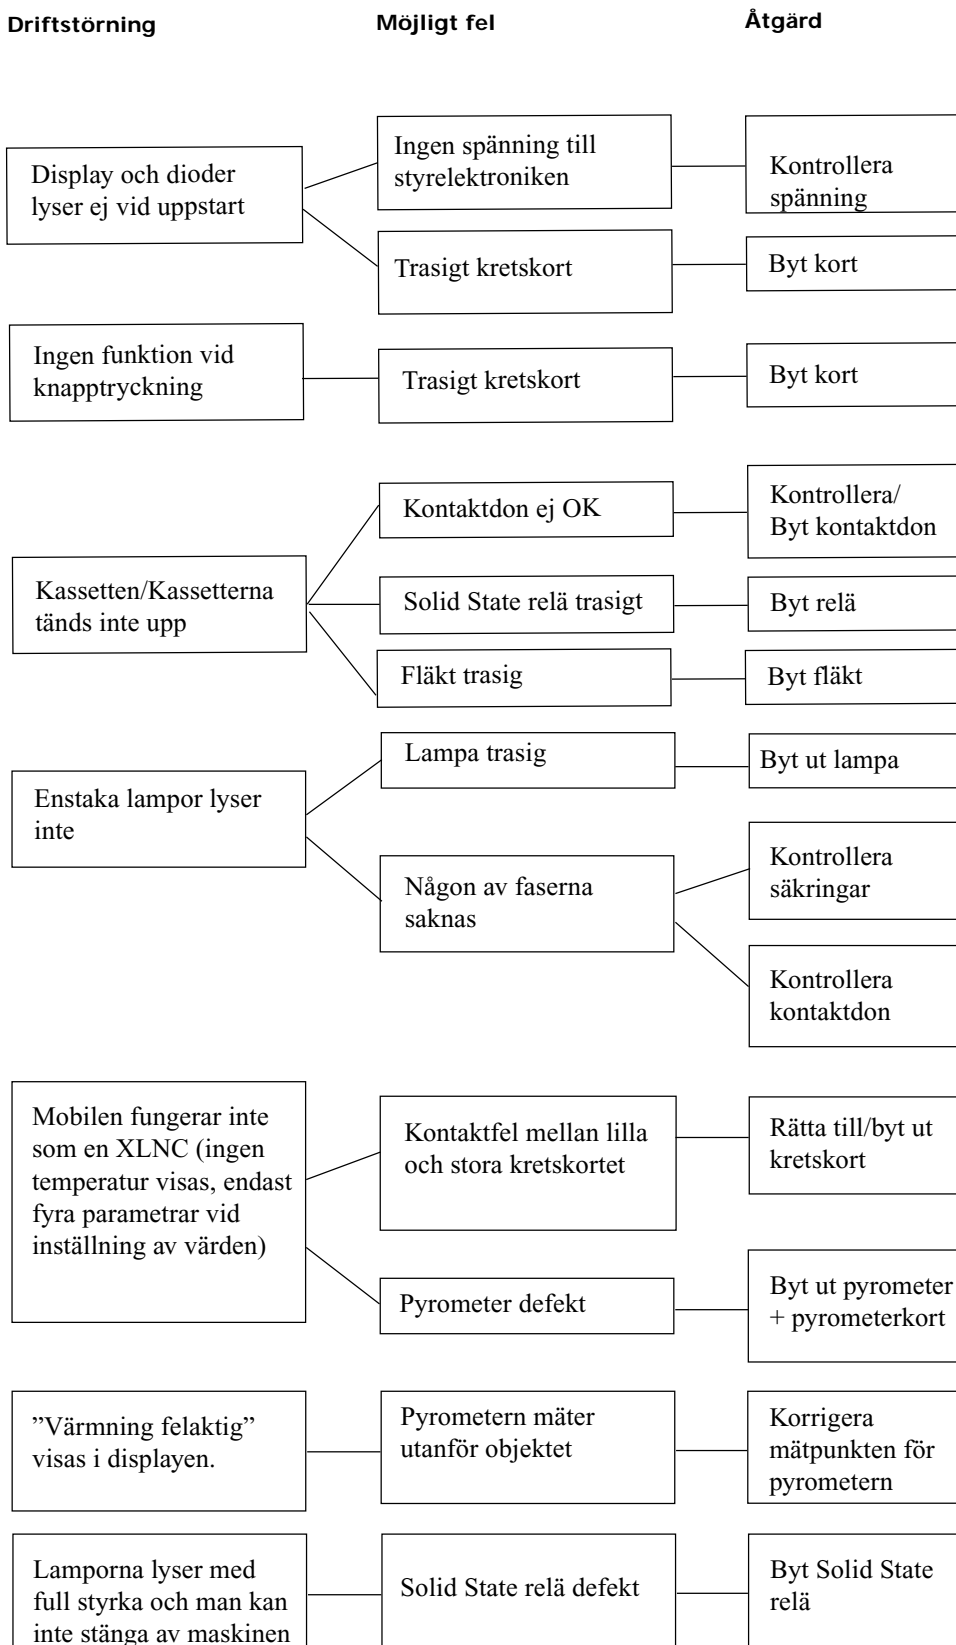 Driftstörning
Möjligt fel
Åtgärd
Display och dioder
lyser ej vid uppstart
Ingen spänning till
styrelektroniken
Kontrollera
spänning
Trasigt kretskort
Byt kort
Ingen funktion vid
knapptryckning
Trasigt kretskort
Byt kort
Kassetten/Kassetterna
tänds inte upp
Kontaktdon ej OK
Kontrollera/
Byt kontaktdon
Solid State relä trasigt
Byt relä
Fläkt trasig
Byt fläkt
Enstaka lampor lyser
inte
Lampa trasig
Byt ut lampa
Någon av faserna
saknas
Kontrollera
säkringar
Kontrollera
kontaktdon
Mobilen fungerar inte
som en XLNC (ingen
temperatur visas, endast
fyra parametrar vid
inställning av värden)
Kontaktfel mellan lilla
och stora kretskortet
Rätta till/byt ut
kretskort
Pyrometer defekt
Byt ut pyrometer
+ pyrometerkort
”Värmning felaktig”
visas i displayen.
Pyrometern mäter
utanför objektet
Korrigera
mätpunkten för
pyrometern
Lamporna lyser med
full styrka och man kan
inte stänga av maskinen
Solid State relä defekt
Byt Solid State
relä